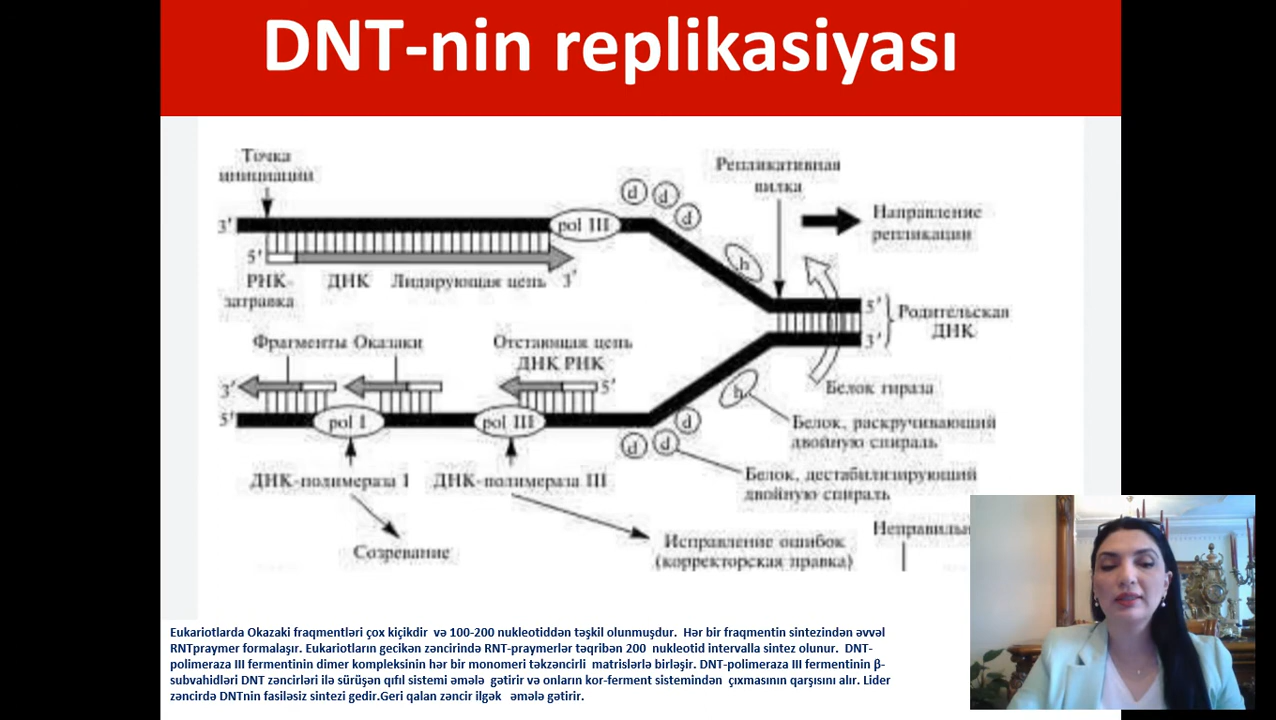 DNT-nin replikasiyası
Точка
инициации
Репликативная
вилка
d
d
d
3'
pol III
Направление
репликации
5'
3'
h
РНК-
затравка
ДНК
Лидирующая цепь
5'
3'
Родительская
ДНК
Фрагменты Оказаки
Отстающая цепь
ДНК РНК
3'
5'
h
Белок гираза
5'
pol I
pol III
d
d
d
Белок, раскручивающий
двойную спираль
ДНК-полимераза I
ДНК-полимераза III
Белок, дестабилизирующий
двойную спираль
Созревание
Исправление ошибок
(корректорская правка)
Неправильн
Eukariotlarda Okazaki fraqmentləri çox kiçikdir və 100-200 nukleotiddən təşkil olunmuşdur. Hər bir fraqmentin sintezindən əvvəl
RNTpraymer formalaşır. Eukariotların gecikən zəncirində RNT-praymerlər təqribən 200 nukleotid intervalla sintez olunur. DNT-
polimeraza III fermentinin dimer kompleksinin hər bir monomeri təkzəncirli matrislərlə birləşir. DNT-polimeraza III fermentinin β-
subvahidləri DNT zəncirləri ilə sürüşən qıfıl sistemi əmələ gətirir və onların kor-ferment sistemindən çıxmasının qarşısını alır. Lider
zəncirdə DNTnin fasiləsiz sintezi gedir.Geri qalan zəncir ilgək əmələ gətirir.